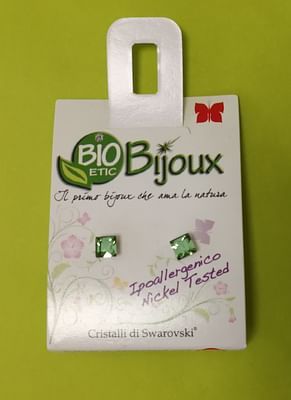 BIO
ETIC
Bijoux
Il primo bijoux che ama la natura
Ipoallergenico
Nickel Tested
Cristalli di Swarovski®